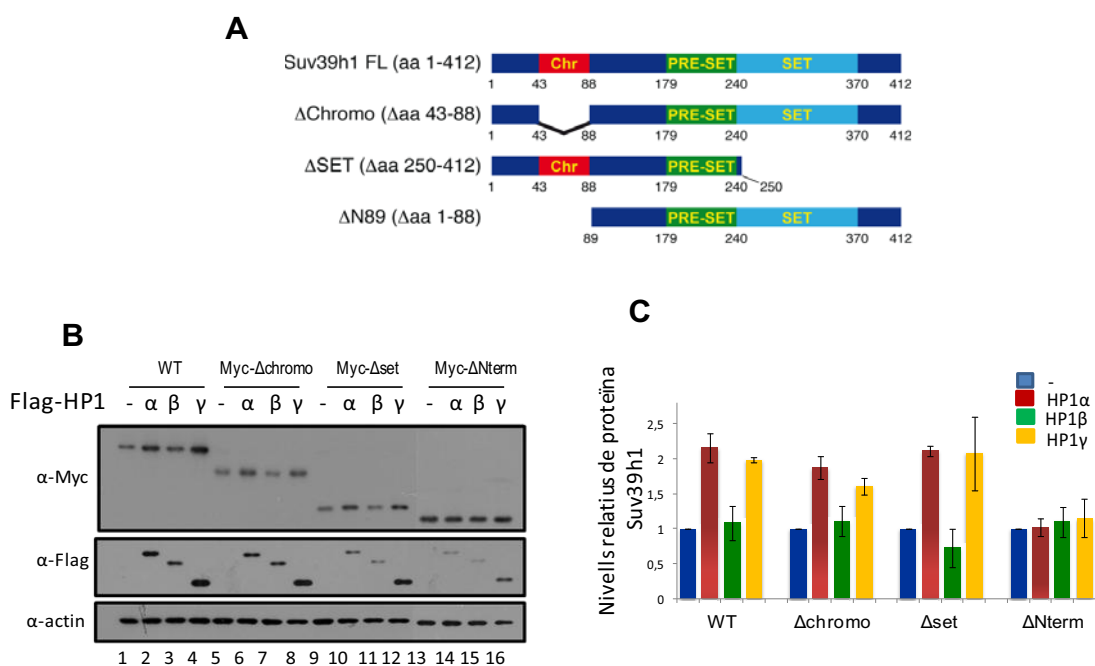 A
Suv39h1 FL (aa 1-412)
Chr PRE-SET SET
1 43 88 179 240 370 412
ΔChromo (Δaa 43-88)
PRE-SET SET
1 43 88 179 240 370 412
ΔSET (Δaa 250-412)
Chr PRE-SET
1 43 88 179 240 250
ΔN89 (Δaa 1-88)
PRE-SET SET
89 179 240 370 412
B
WT Myc-Δchromo Myc-Δset Myc-ΔNterm
Flag-HP1 - α β γ - α β γ - α β γ - α β γ
α-Myc
α-Flag
α-actin
1 2 3 4 5 6 7 8 9 10 11 12 13 14 15 16
C
Nivells relatius de proteïna
Suv39h1
-
HP1α
HP1β
HP1γ
2,5
2
1,5
1
0,5
0
WT Δchromo Δset ΔNterm